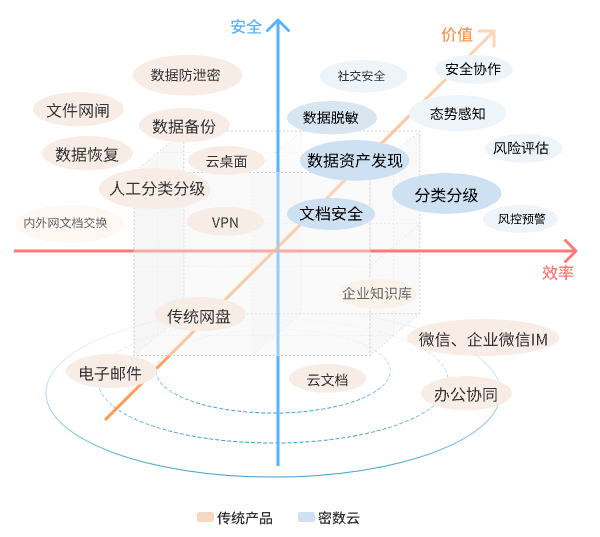 安全
价值
数据防泄密
社交安全
安全协作
文件网闸
数据备份
数据脱敏
态势感知
数据恢复
云桌面
数据资产发现
风险评估
人工分类分级
分类分级
内外网文档交换
VPN
文档安全
风控预警
效率
企业知识库
传统网盘
微信、企业微信IM
电子邮件
云文档
办公协同
传统产品
密数云